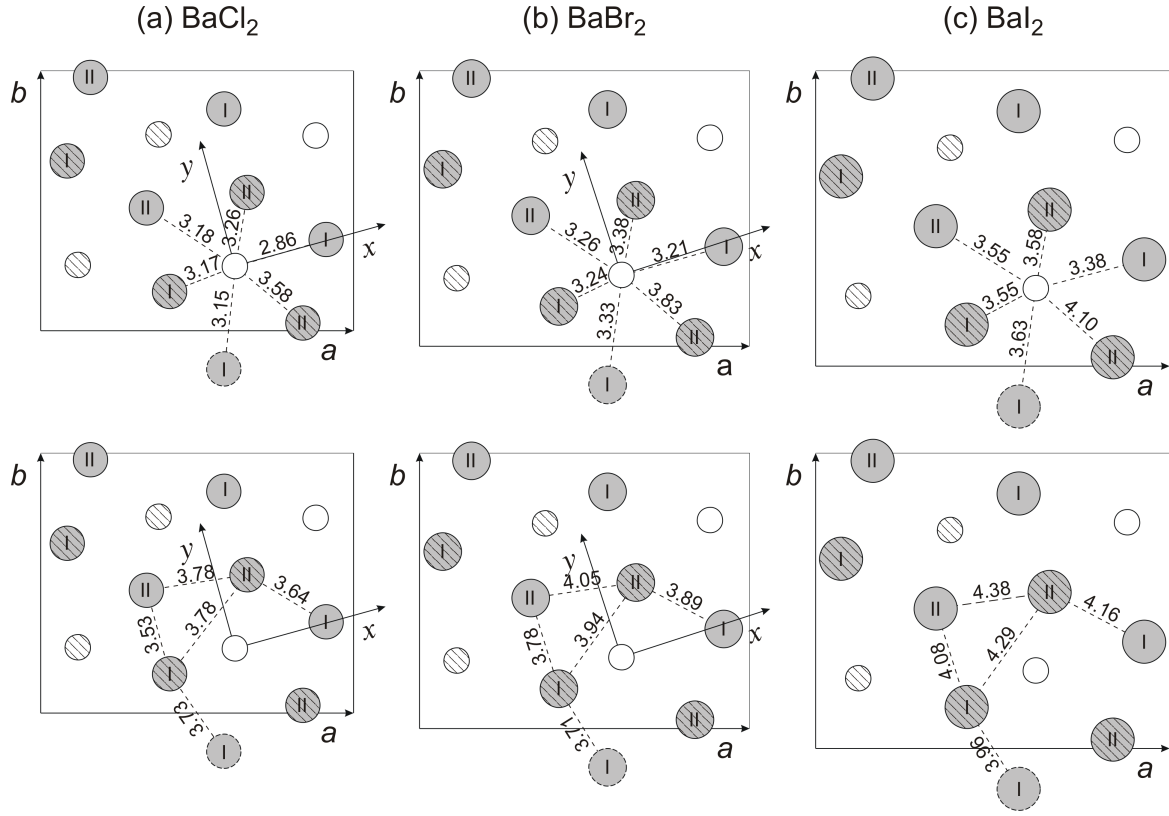 (a) BaCl2
(b) BaBr2
(c) BaI2
b
II
I
I
y
II
II
3.26
3.18
2.86
I
x
3.17
I
3.58
3.15
II
a
I
b
II
I
I
y
II
II
3.38
3.26
3.21
I
x
3.24
I
3.83
3.33
II
a
I
b
II
I
I
II
II
3.58
3.55
3.38
I
3.55
I
4.10
3.63
II
a
I
b
II
I
I
y
3.78
II
II
3.64
3.53
3.78
I
x
I
II
3.73
a
I
b
II
I
I
y
4.05
II
II
3.89
3.78
3.94
I
x
I
II
3.71
a
I
b
II
I
I
4.38
II
II
4.16
4.08
4.29
I
I
II
3.96
a
I